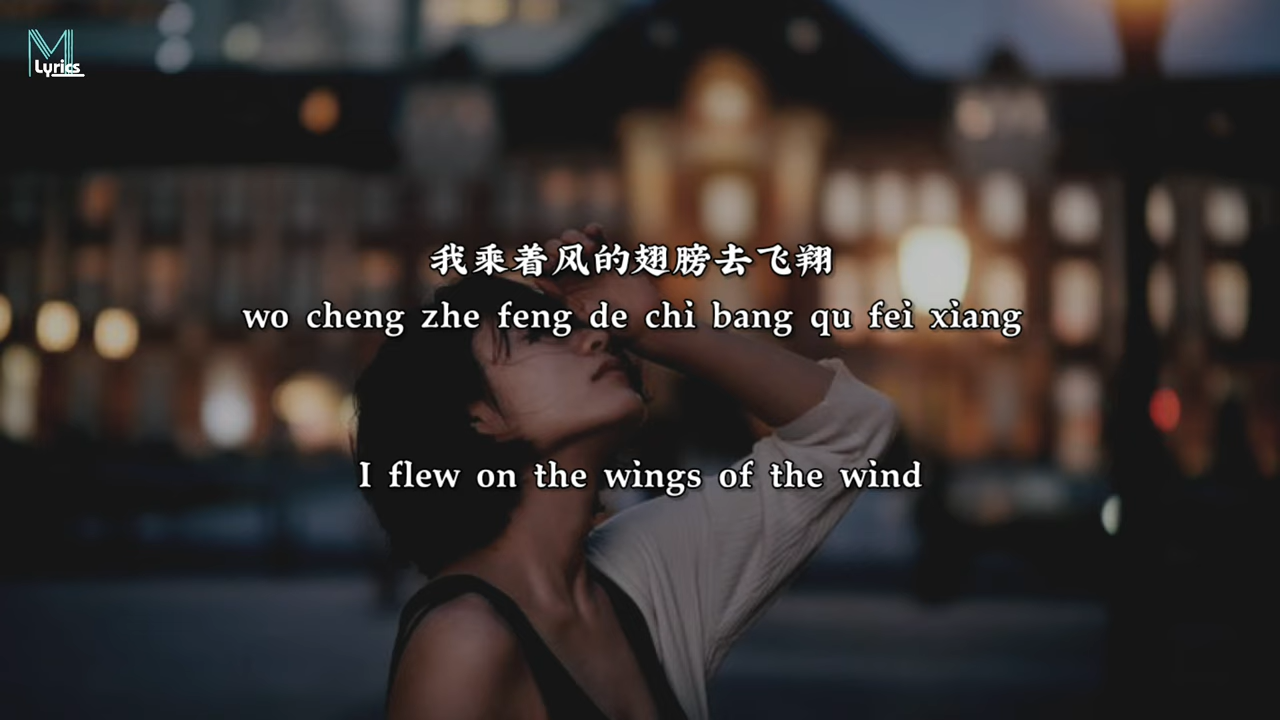 M
Lyrics
我乘着风的翅膀去飞翔
wo cheng zhe feng de chi bang qu fei xiang
I flew on the wings of the wind